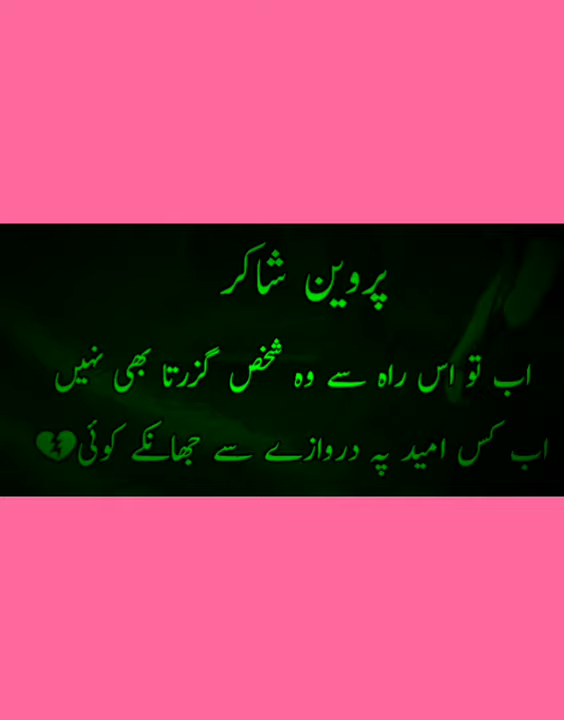 پروین شاکر
اب تو اس راہ سے وہ شخص گزرتا بھی نہیں
اب کس امید پہ دروازے سے جھانکے کوئی💔